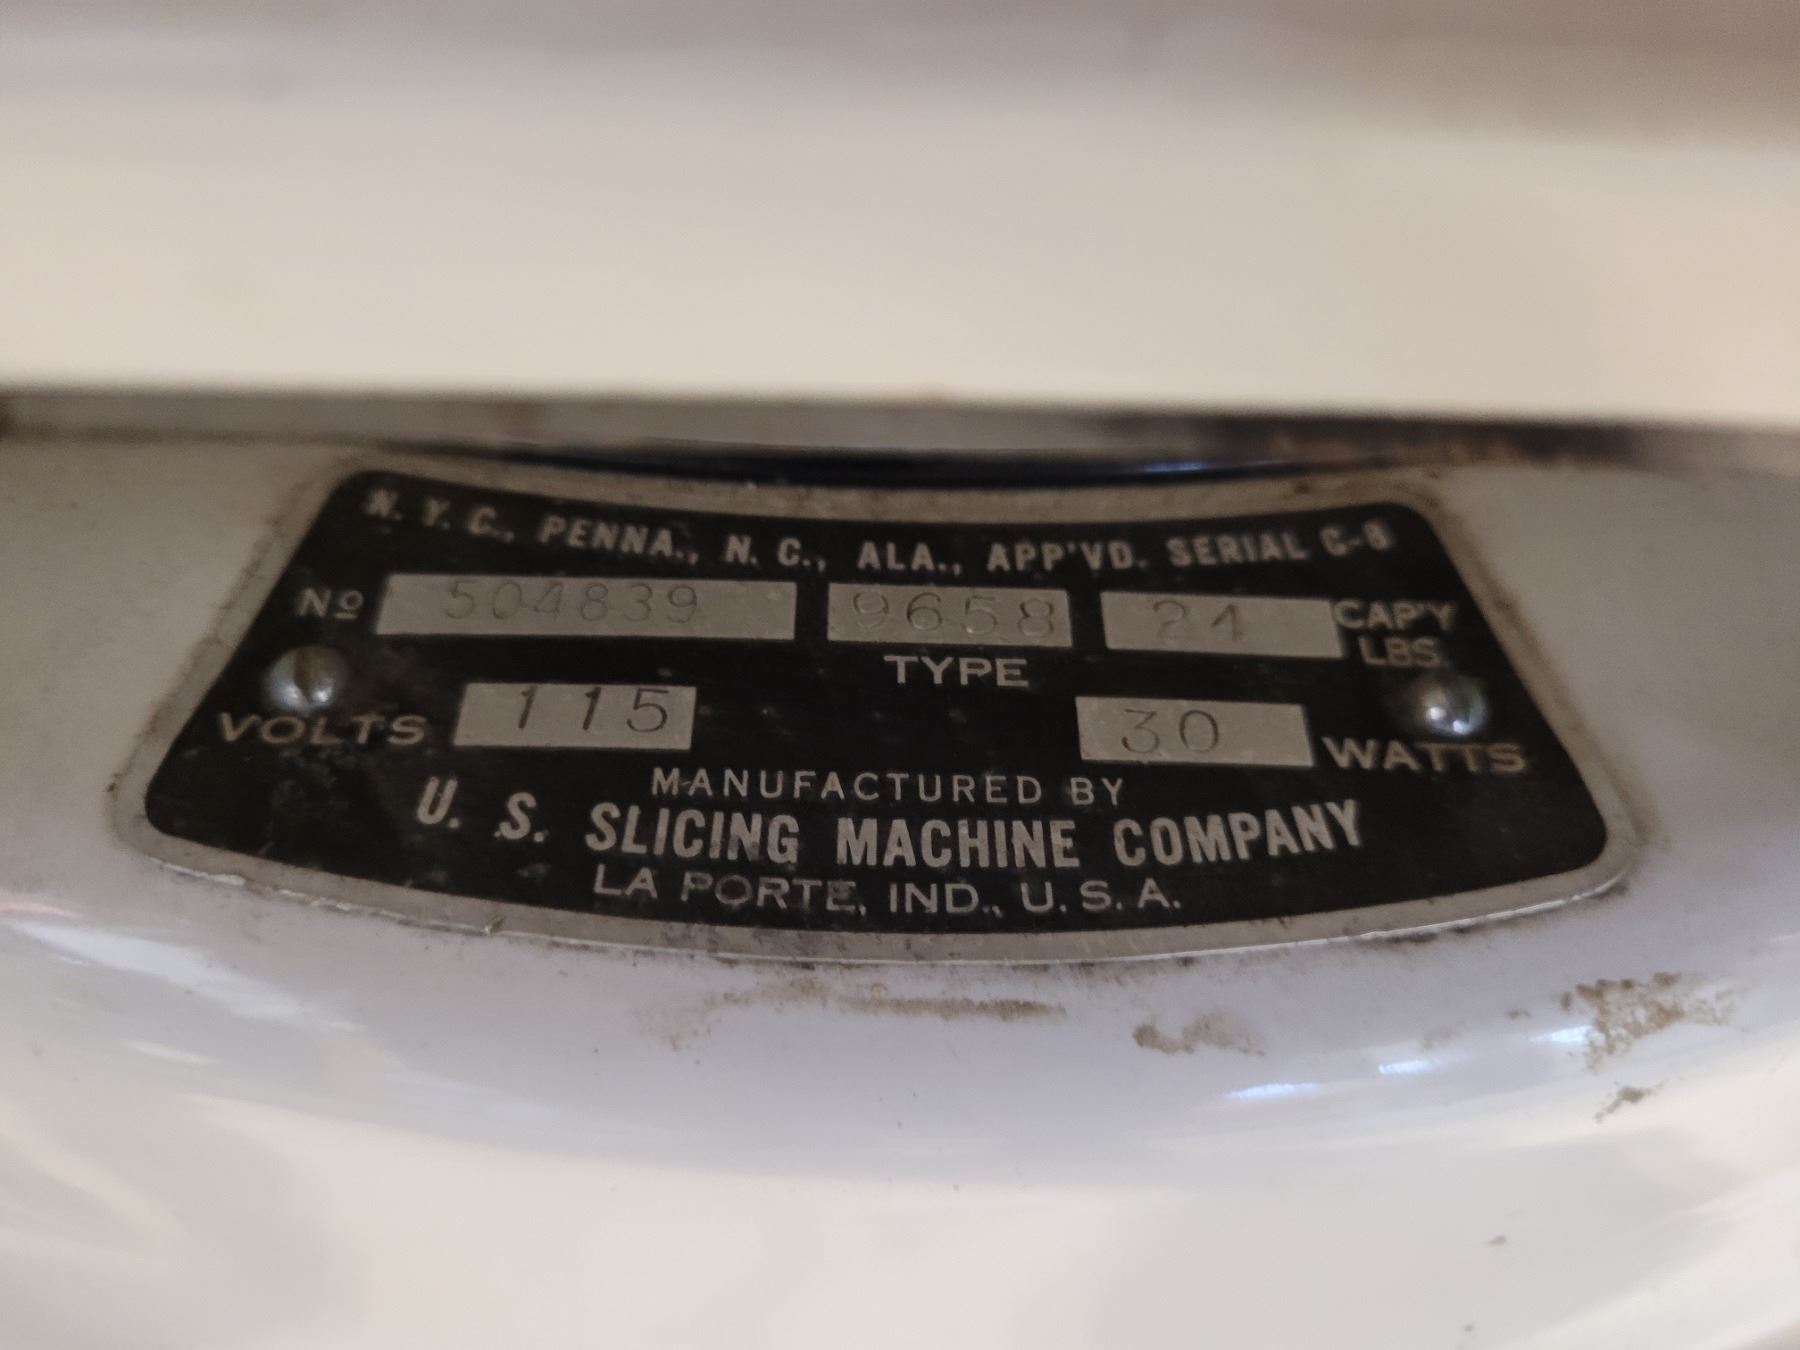 N. Y. C., PENNA., N. C., ALA., APP'VD. SERIAL C-8
No 504839 9658 24 CAP'Y
LBS.
TYPE
VOLTS 115 30 WATTS
MANUFACTURED BY
U. S. SLICING MACHINE COMPANY
LA PORTE, IND., U. S. A.